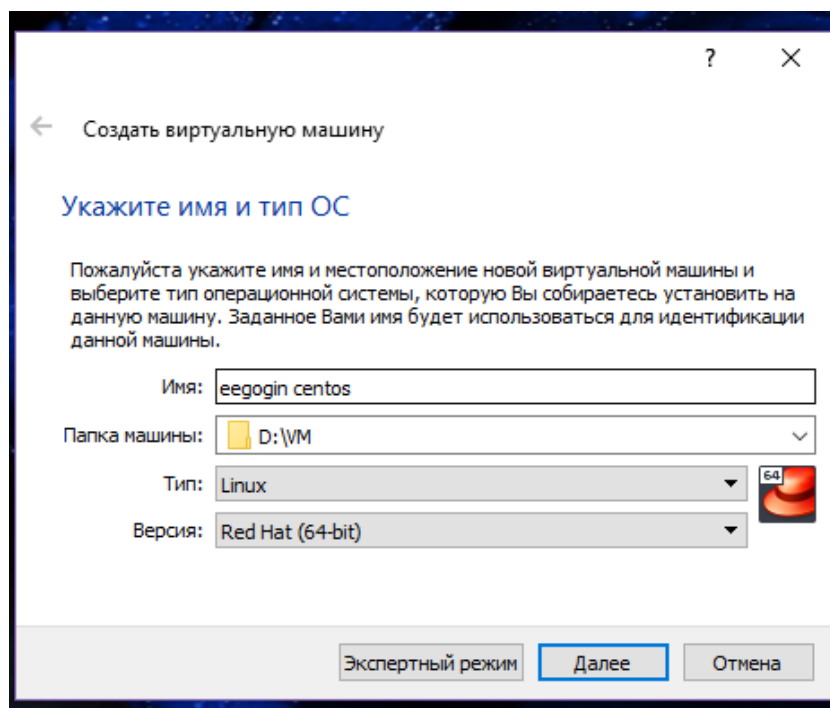 ?
Создать виртуальную машину
Укажите имя и тип ОС
Пожалуйста укажите имя и местоположение новой виртуальной машины и
выберите тип операционной системы, которую Вы собираетесь установить на
данную машину. Заданное Вами имя будет использоваться для идентификации
данной машины.
Имя: eegogin centos
Папка машины: D:\VM
Тип: Linux
64
Версия: Red Hat (64-bit)
Экспертный режим Далее Отмена